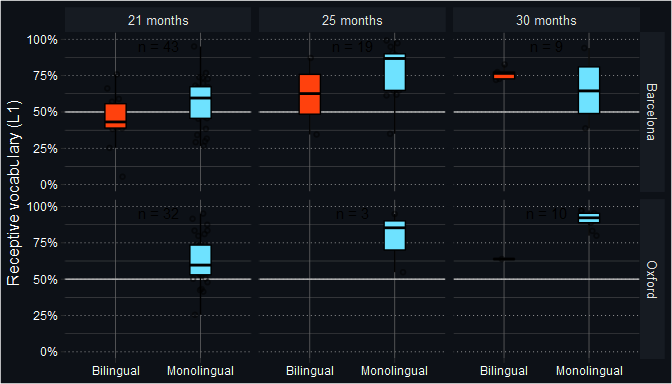 21 months
25 months
30 months
Receptive vocabulary (L1)
100%
75%
50%
25%
0%
n = 43
n = 19
n = 9
Barcelona
100%
75%
50%
25%
0%
n = 32
n = 3
n = 10
Oxford
Bilingual
Monolingual
Bilingual
Monolingual
Bilingual
Monolingual